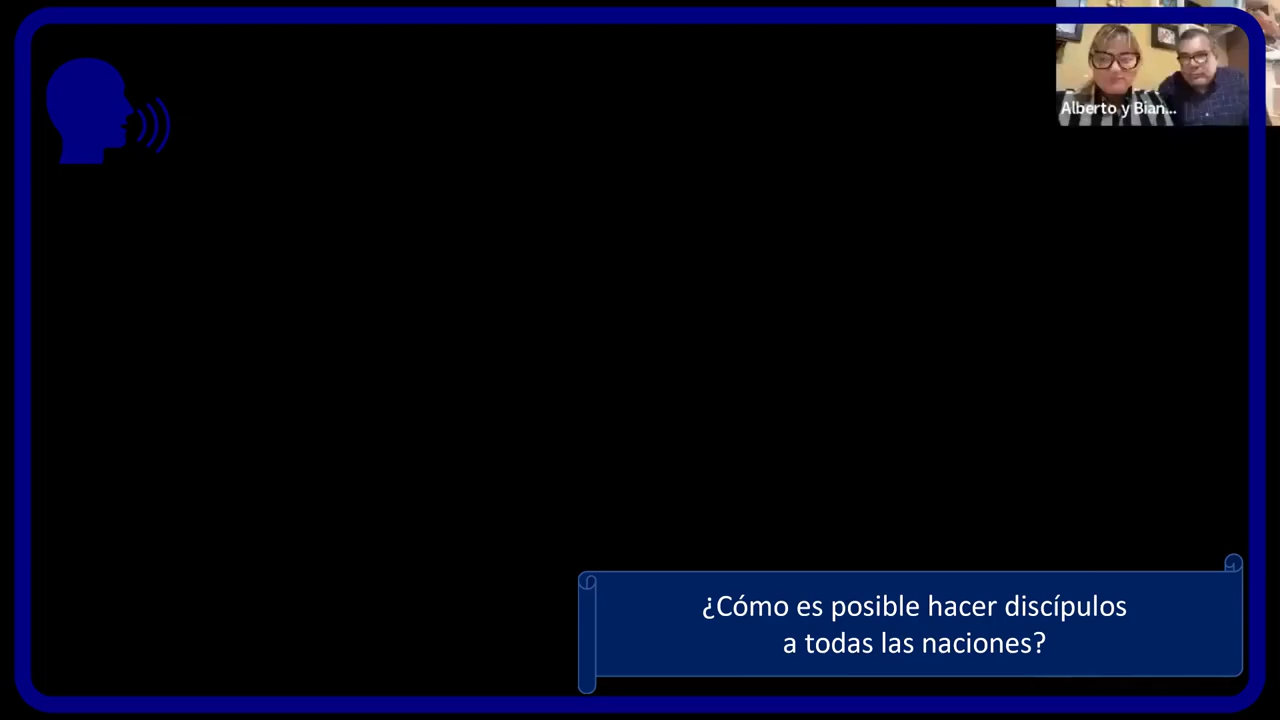 Alberto y Bian...
¿Cómo es posible hacer discípulos
a todas las naciones?